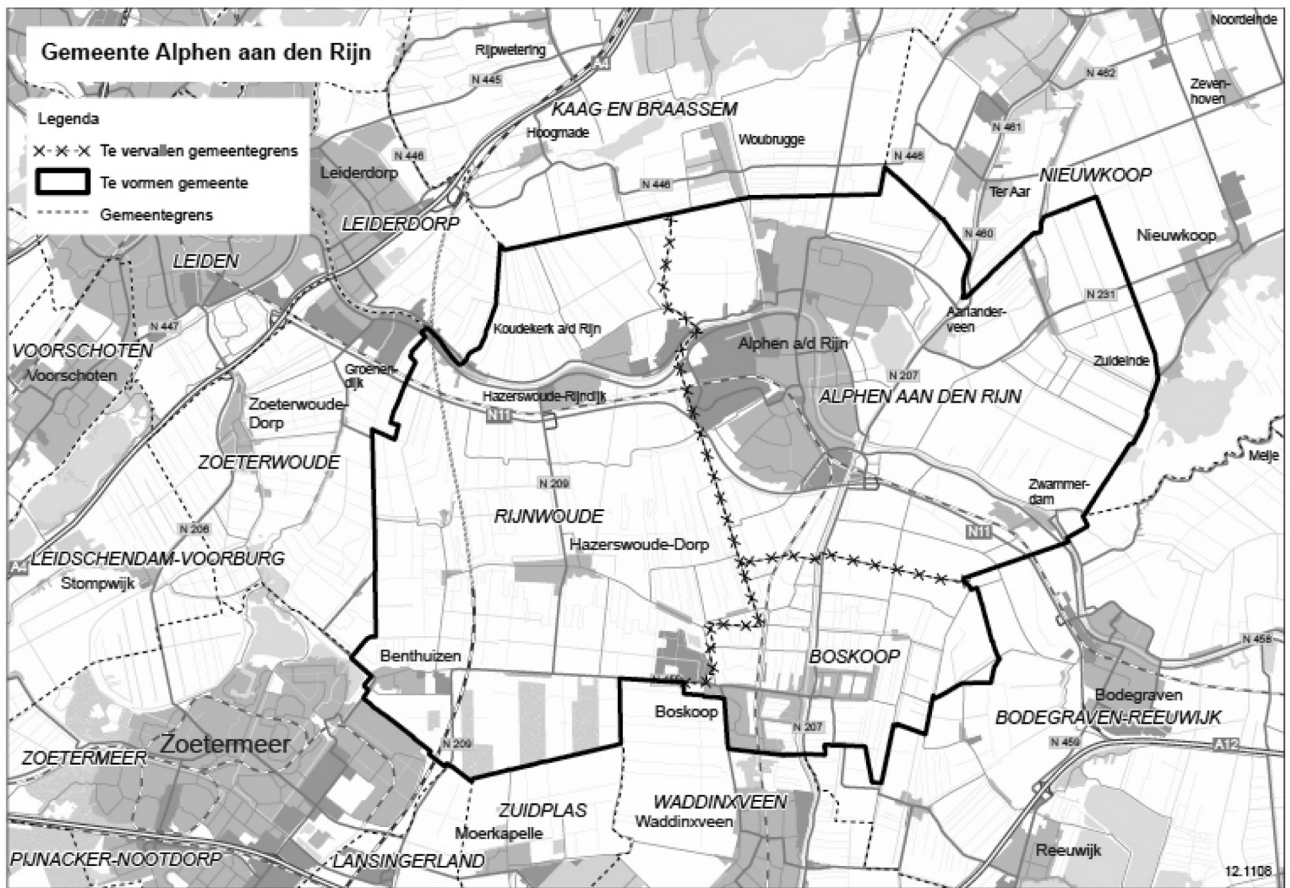 Gemeente Alphen aan den Rijn
Legenda
Te vervallen gemeentegrens
Te vormen gemeente
Gemeentegrens
Noordeinde
Rijpwetering
A4
N 445
N 462
Zeven-
hoven
KAAG EN BRAASSEM
Hoogmade
Woubrugge
N 461
N 446
N 446
N 446
Leiderdorp
Ter Aar
NIEUWKOOP
LEIDERDORP
N 460
Nieuwkoop
LEIDEN
N 231
Aarlander-
veen
N 447
Koudekerk a/d Rijn
Alphen a/d Rijn
VOORSCHOTEN
Voorschoten
Groenen-
dijk
Zuideinde
N 207
Hazerswoude-Rijndijk
ALPHEN AAN DEN RIJN
Zoeterwoude-
Dorp
N11
Meije
ZOETERWOUDE
N 209
Zwammer-
dam
RIJNWOUDE
N 206
N11
Hazerswoude-Dorp
LEIDSCHENDAM-VOORBURG
A4
Stompwijk
N 458
Benthuizen
BOSKOOP
Bodegraven
Boskoop
BODEGRAVEN-REEUWIJK
N 207
Zoetermeer
N 209
N 459
A12
ZOETERMEER
ZUIDPLAS
WADDINXVEEN
Waddinxveen
Moerkapelle
PIJNACKER-NOOTDORP
LANSINGERLAND
Reeuwijk
12.1106